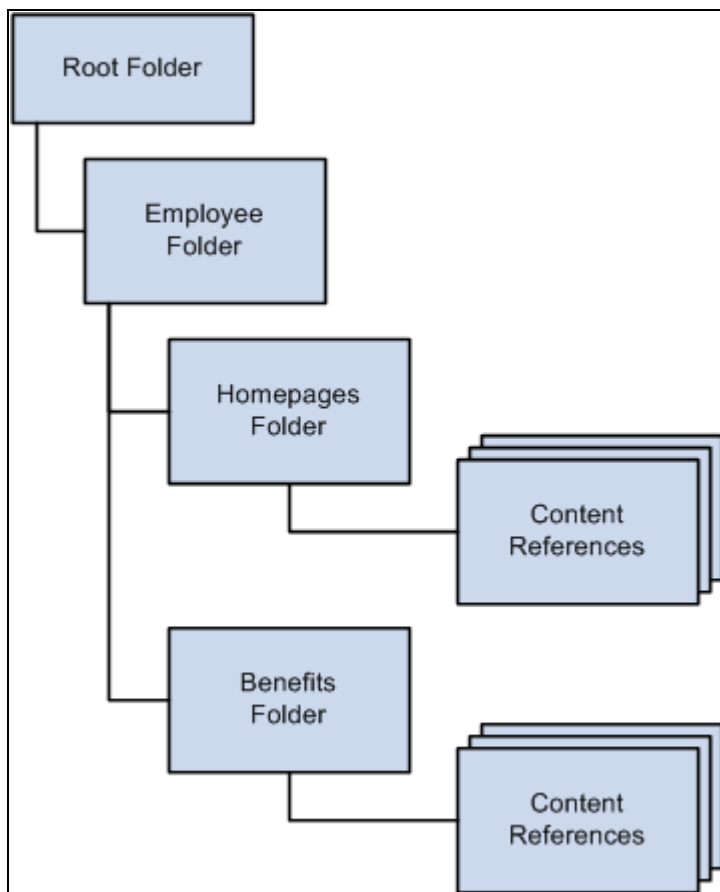 Root Folder
Employee
Folder
Homepages
Folder
Content
References
Benefits
Folder
Content
References